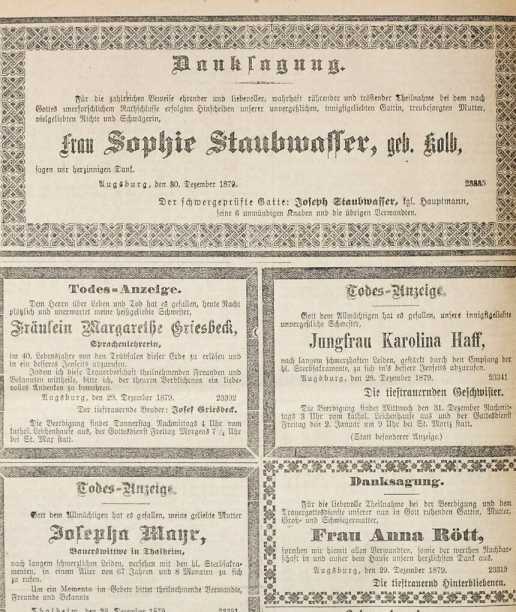 Danksagung.
Für die zahlreichen Beweise ehrender und liebevoller, wahrhaft rührender und tröstender Theilnahme bei dem nach
Gottes unerforschlichem Rathschlusse erfolgten Hinscheiden unserer unvergeßlichen, innigstgeliebten Gattin, treubesorgten Mutter,
vielgeliebten Nichte und Schwägerin,
Frau Sophie Staubwasser, geb. Kolb,
sagen wir herzinnigen Dank.
Augsburg, den 30. Dezember 1879. 23335
Der schwergeprüfte Gatte: Joseph Staubwasser, kgl. Hauptmann,
seine 6 unmündigen Knaben und die übrigen Verwandten.
Todes-Anzeige.
Dem Herrn über Leben und Tod hat es gefallen, heute Nacht
plötzlich und unerwartet meine heißgeliebte Schwester,
Fräulein Margarethe Griesbeck,
Sprachenlehrerin,
im 40. Lebensjahre von den Trübsalen dieser Erde zu erlösen und
in ein besseres Jenseits abzurufen.
Indem ich diese Trauerbotschaft theilnehmenden Freunden und
Bekannten mittheile, bitte ich, der theuren Verblichenen ein liebe-
volles Andenken zu bewahren.
Augsburg, den 29. Dezember 1879. 23302
Der tieftrauernde Bruder: Josef Griesbeck.
Die Beerdigung findet Donnerstag Nachmittags 4 Uhr vom
kathol. Leichenhause aus, der Gottesdienst Freitag Morgens 7½ Uhr
bei St. Max statt.
Todes-Anzeige.
Gott dem Allmächtigen hat es gefallen, unsere innigstgeliebte
unvergeßliche Schwester,
Jungfrau Karolina Haff,
nach langem schmerzhaften Leiden, gestärkt durch den Empfang der
hl. Sterbsakramente, zu sich in's bessere Jenseits abzurufen.
Augsburg, den 28. Dezember 1879. 23341
Die tieftrauernden Geschwister.
Die Beerdigung findet Mittwoch den 31. Dezember Nachmit-
tags 3 Uhr vom kathol. Leichenhause aus und der Gottesdienst
Freitag den 2. Januar um 9 Uhr bei St. Moritz statt.
(Statt besonderer Anzeige.)
Todes-Anzeige.
Gott dem Allmächtigen hat es gefallen, meine geliebte Mutter
Josepha Mayr,
Bauerswittwe in Thalheim,
nach langem schmerzlichen Leiden, versehen mit den hl. Sterbsakra-
menten, in einem Alter von 67 Jahren und 8 Monaten zu sich
zu rufen.
Um ein Memento im Gebete bittet theilnehmende Verwandte,
Freunde und Bekannte
Thalheim, den 28. Dezember 1879.
Danksagung.
Für die liebevolle Theilnahme bei der Beerdigung und dem
Trauergottesdienste unserer nun in Gott ruhenden Gattin, Mutter,
Groß- und Schwiegermutter,
Frau Anna Rött,
sprechen wir hiemit allen Verwandten, sowie der werthen Nachbar-
schaft in und außer dem Hause unsern herzlichsten Dank aus.
Augsburg, den 29. Dezember 1879. 23319
Die tieftrauernd Hinterbliebenen.